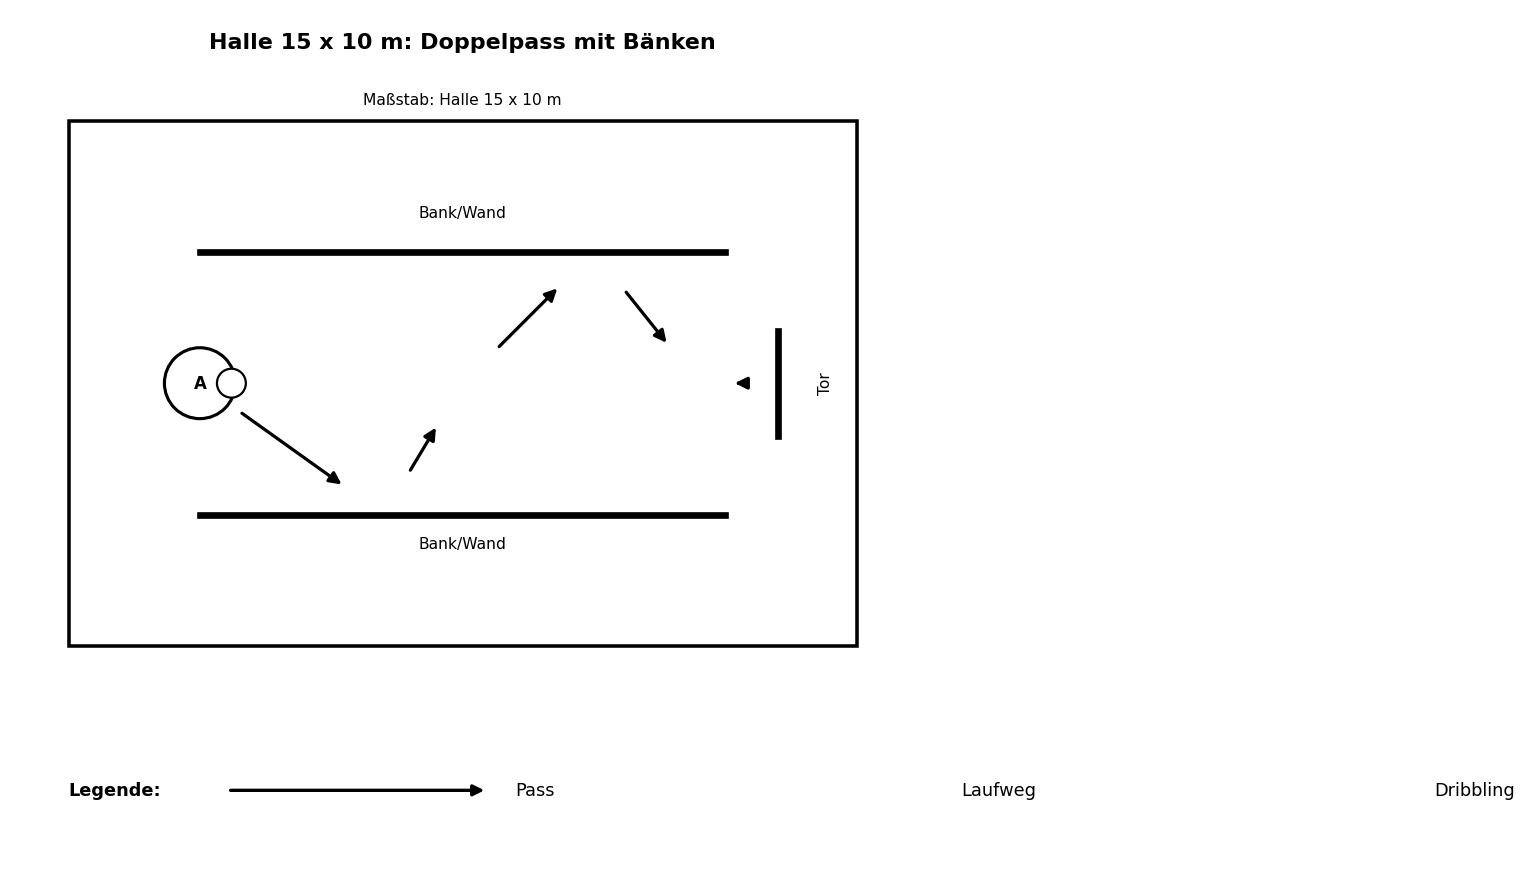 Halle 15 x 10 m: Doppelpass mit Bänken
Maßstab: Halle 15 x 10 m
Bank/Wand
A
Tor
Bank/Wand
Legende: Pass Laufweg Dribbling